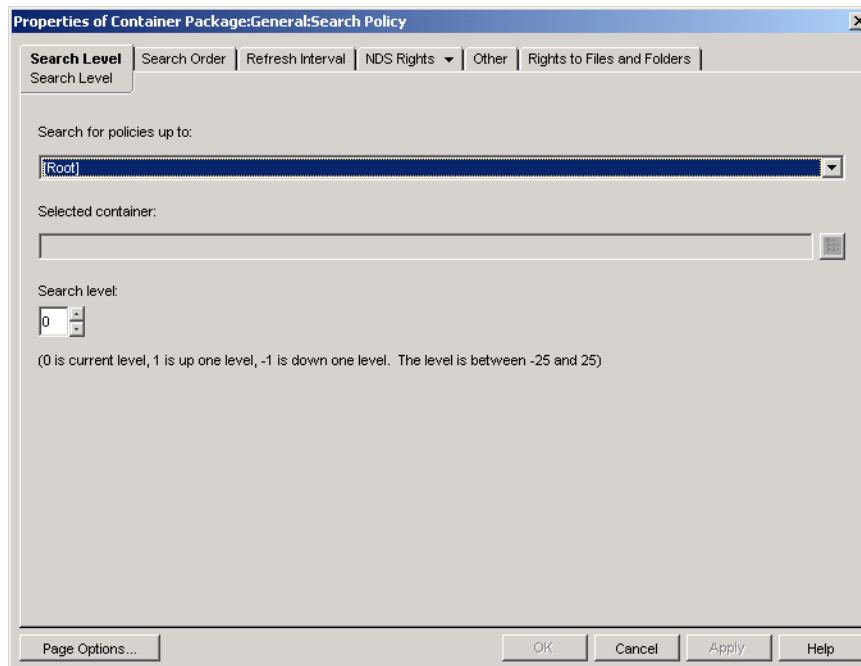 Properties of Container Package:General:Search Policy
Search Level Search Order Refresh Interval NDS Rights Other Rights to Files and Folders
Search Level
Search for policies up to:
[Root]
Selected container:
Search level:
0
(0 is current level, 1 is up one level, -1 is down one level. The level is between -25 and 25)
Page Options... OK Cancel Apply Help